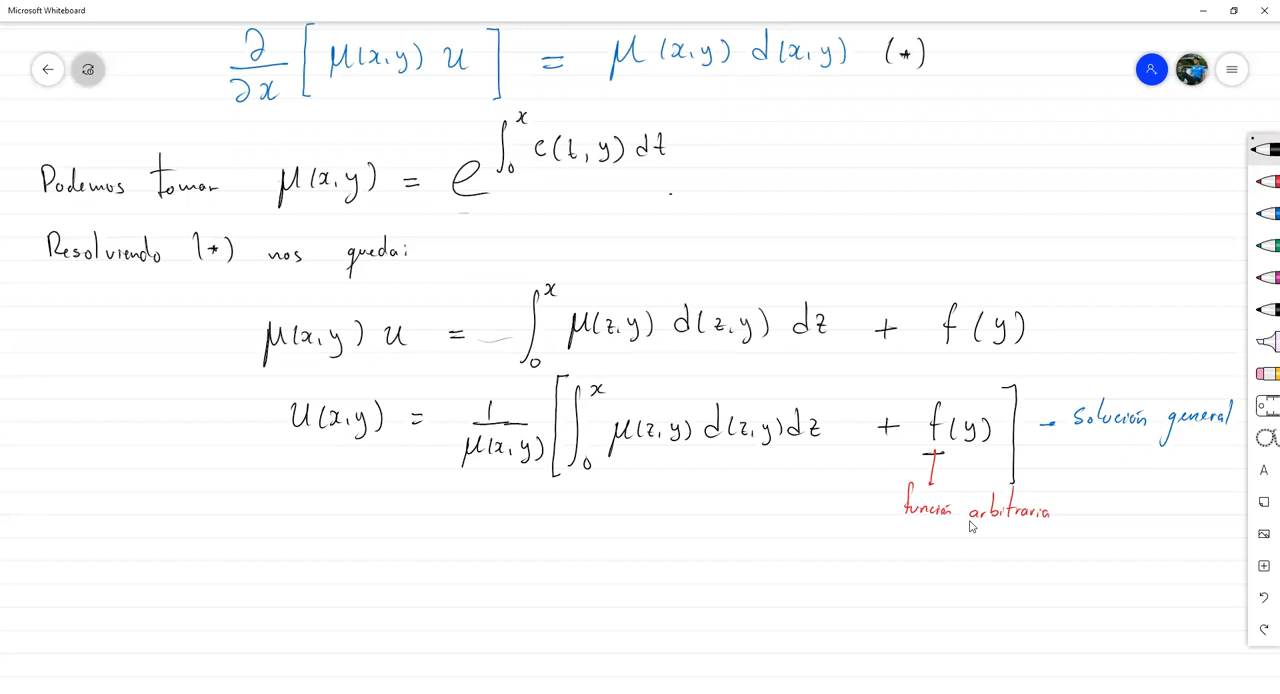 Microsoft Whiteboard
∂/∂x [ μ(x,y) u ] = μ(x,y) d(x,y) (*)
Podemos tomar μ(x,y) = e^{∫_0^x c(t,y) dt}.
Resolviendo (*) nos queda:
μ(x,y) u = ∫_0^x μ(z,y) d(z,y) dz + f(y)
u(x,y) = 1/μ(x,y) [ ∫_0^x μ(z,y) d(z,y) dz + f(y) ] → solución general
función arbitraria
A